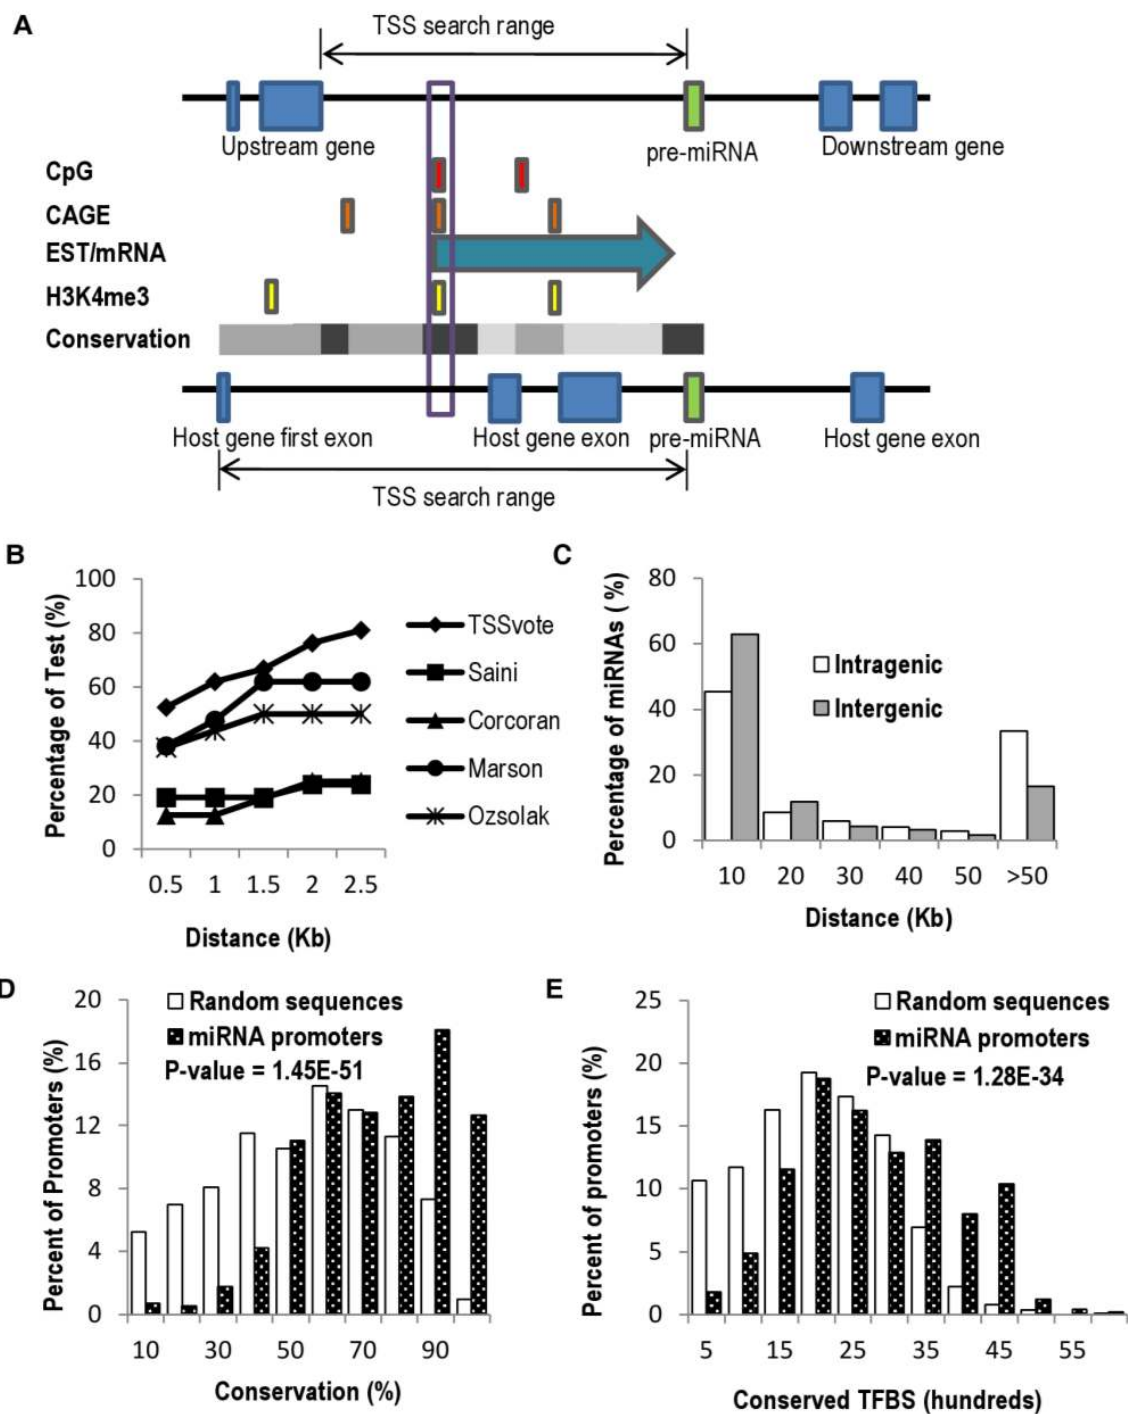 A
TSS search range
Upstream gene
pre-miRNA
Downstream gene
CpG
CAGE
EST/mRNA
H3K4me3
Conservation
Host gene first exon
Host gene exon
pre-miRNA
Host gene exon
TSS search range
B
Percentage of Test (%)
100
80
60
40
20
0
0.5 1 1.5 2 2.5
Distance (Kb)
TSSvote
Saini
Corcoran
Marson
Ozsolak
C
Percentage of miRNAs ( %)
80
60
40
20
0
10 20 30 40 50 >50
Distance (Kb)
Intragenic
Intergenic
D
Percent of Promoters (%)
20
16
12
8
4
0
10 30 50 70 90
Conservation (%)
Random sequences
miRNA promoters
P-value = 1.45E-51
E
Percent of promoters (%)
25
20
15
10
5
0
5 15 25 35 45 55
Conserved TFBS (hundreds)
Random sequences
miRNA promoters
P-value = 1.28E-34